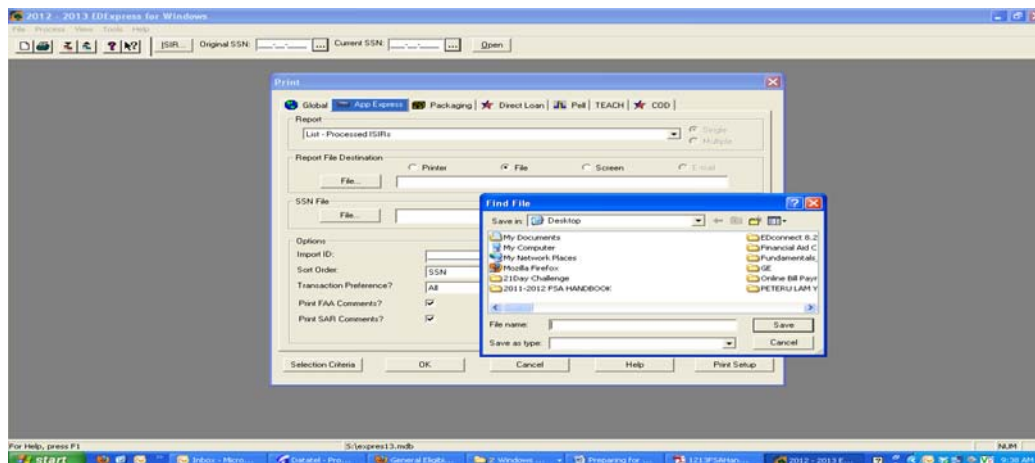 2012 - 2013 EDExpress for Windows
File Process View Tools Help
ISIR... Original SSN: ... Current SSN: ... Open
Print
Global App Express Packaging Direct Loan Pell TEACH COD
Report
List - Processed ISIRs
Single
Multiple
Report File Destination
Printer File Screen E-mail
File...
SSN File
File...
Options
Import ID:
Sort Order: SSN
Transaction Preference? All
Print FAA Comments?
Print SAR Comments?
Selection Criteria OK Cancel Help Print Setup
Find File
Save in: Desktop
My Documents EDconnect 8.2
My Computer Financial Aid C
My Network Places Fundamentals_
Mozilla Firefox GE
21Day Challenge Online Bill Payr
2011-2012 FSA HANDBOOK PETERU LAM Y
File name: Save
Save as type: Cancel
For Help, press F1 S:\expres13.mdb NUM
start Inbox - Micro... Datatel - Pro... General Eligibi... 2 Windows ... Preparing for ... 1213FSAHan... 2012 - 2013 E... 9:38 AM